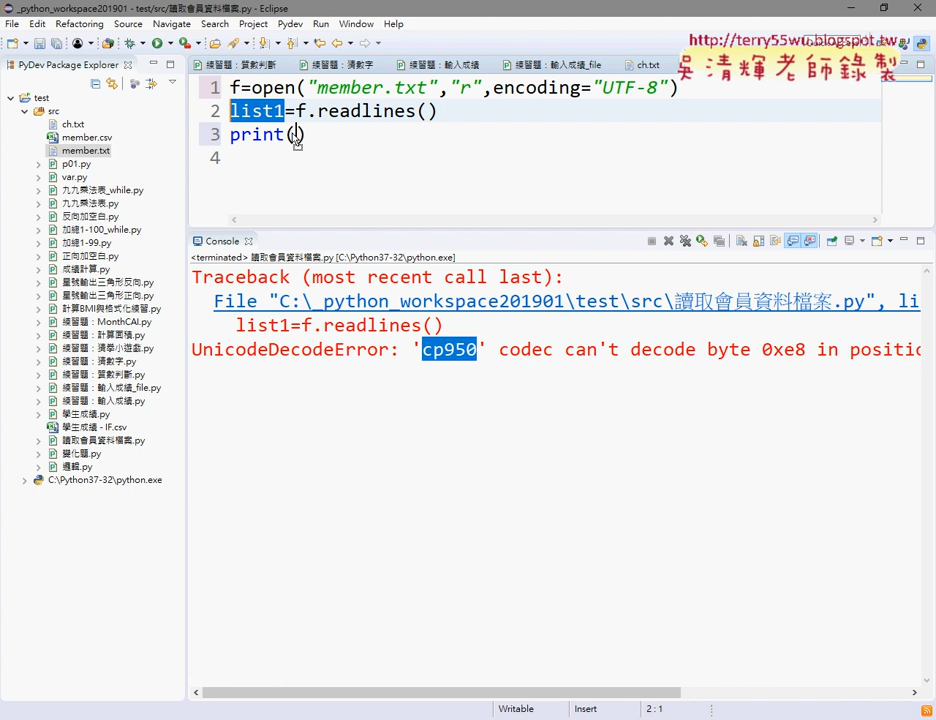 _python_workspace201901 - test/src/讀取會員資料檔案.py - Eclipse
File Edit Refactoring Source Navigate Search Project Pydev Run Window Help
http://terry55wu.blogspot.tw
吳清輝老師錄製
PyDev Package Explorer
練習題：質數判斷
練習題：猜數字
練習題：輸入成績
練習題：輸入成績_file
ch.txt
test
src
ch.txt
member.csv
member.txt
p01.py
var.py
九九乘法表_while.py
九九乘法表.py
反向加空白.py
加總1-100_while.py
加總1-99.py
正向加空白.py
成績計算.py
星號輸出三角形反向.py
星號輸出三角形正向.py
計算BMI與格式化練習.py
練習題：MonthCAl.py
練習題：計算面積.py
練習題：猜拳小遊戲.py
練習題：猜數字.py
練習題：質數判斷.py
練習題：輸入成績_file.py
練習題：輸入成績.py
學生成績.py
學生成績 - IF.csv
讀取會員資料檔案.py
變化題.py
邏輯.py
C:\Python37-32\python.exe
1 f=open("member.txt","r",encoding="UTF-8")
2 list1=f.readlines()
3 print()
4
Console
<terminated> 讀取會員資料檔案.py [C:\Python37-32\python.exe]
Traceback (most recent call last):
File "C:\_python_workspace201901\test\src\讀取會員資料檔案.py", li
list1=f.readlines()
UnicodeDecodeError: 'cp950' codec can't decode byte 0xe8 in positio
Writable Insert 2 : 1